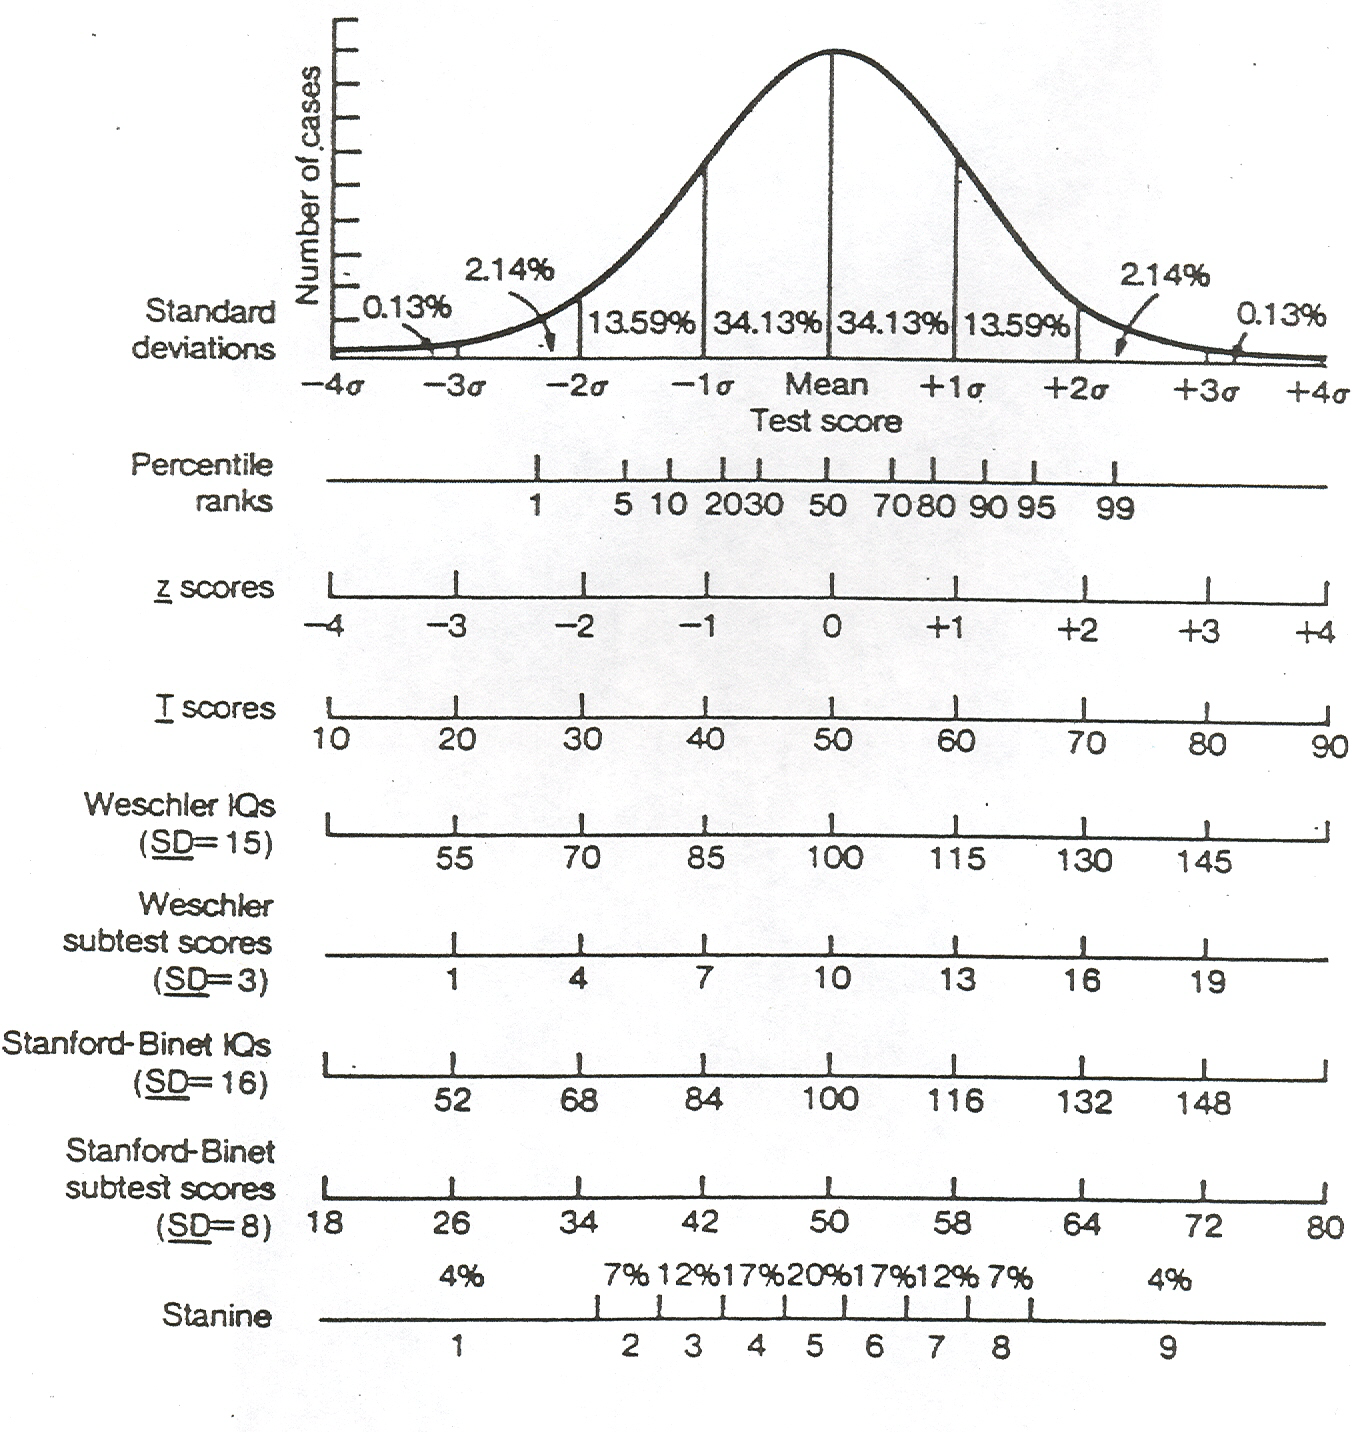 Number of cases
2.14%
2.14%
0.13%
0.13%
Standard
deviations
13.59% 34.13% 34.13% 13.59%
−4σ −3σ −2σ −1σ Mean +1σ +2σ +3σ +4σ
Test score
Percentile
ranks
1 5 10 20 30 50 70 80 90 95 99
z scores
−4 −3 −2 −1 0 +1 +2 +3 +4
T scores
10 20 30 40 50 60 70 80 90
Weschler IQs
(SD=15)
55 70 85 100 115 130 145
Weschler
subtest scores
(SD=3)
1 4 7 10 13 16 19
Stanford-Binet IQs
(SD=16)
52 68 84 100 116 132 148
Stanford-Binet
subtest scores
(SD=8)
18 26 34 42 50 58 64 72 80
4% 7% 12% 17% 20% 17% 12% 7% 4%
Stanine
1 2 3 4 5 6 7 8 9